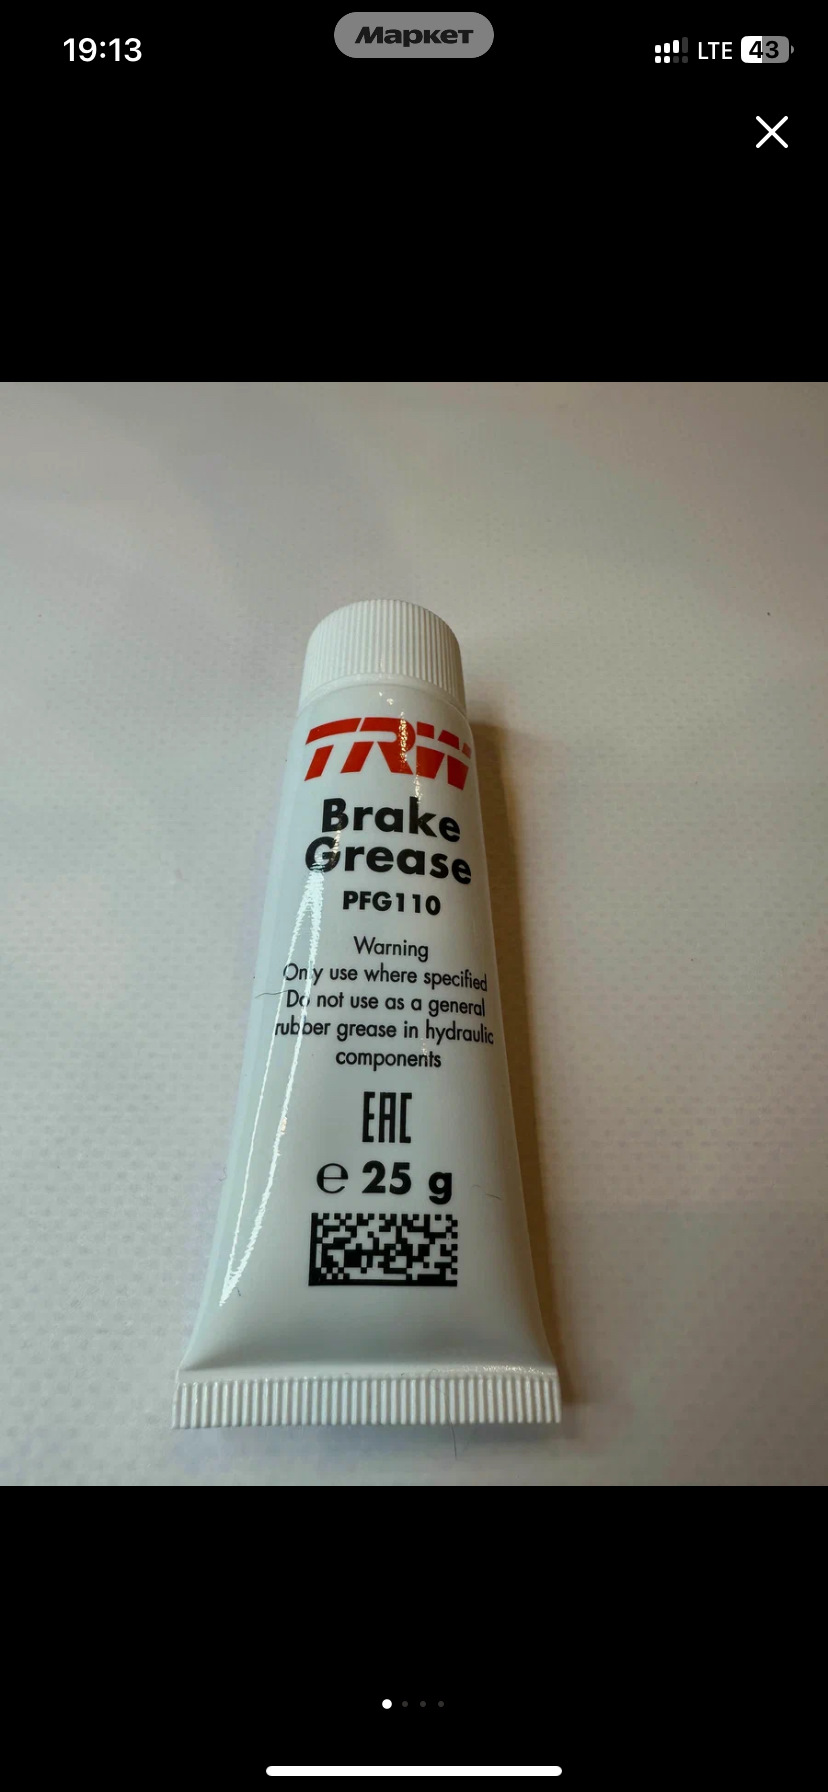 19:13
Маркет
LTE
43
TRW
Brake
Grease
PFG110
Warning
Only use where specified
Do not use as a general
rubber grease in hydraulic
components
EAC
e 25 g